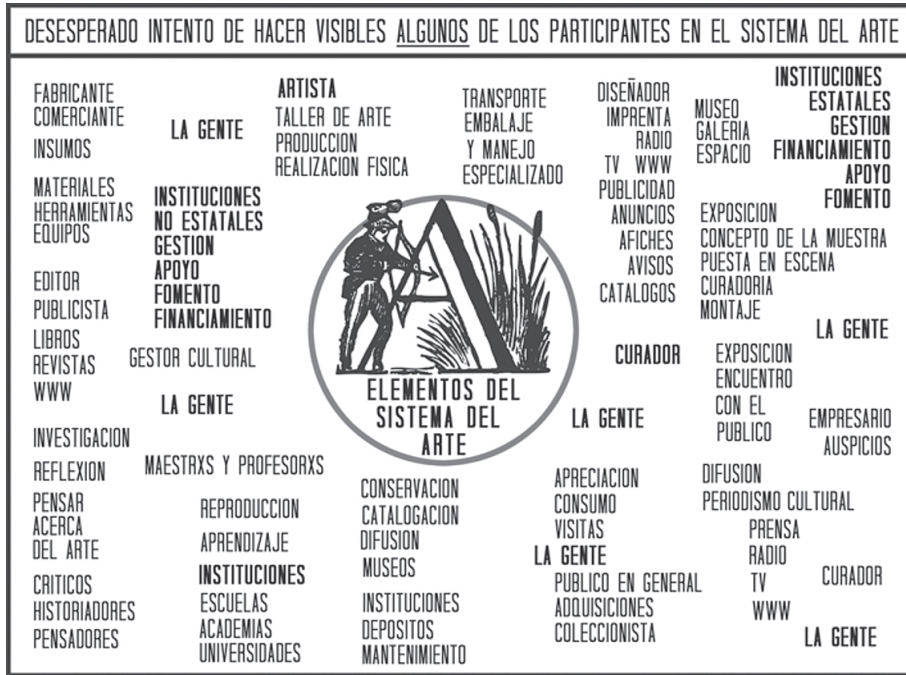 DESESPERADO INTENTO DE HACER VISIBLES ALGUNOS DE LOS PARTICIPANTES EN EL SISTEMA DEL ARTE
FABRICANTE
COMERCIANTE
INSUMOS
MATERIALES
HERRAMIENTAS
EQUIPOS
EDITOR
PUBLICISTA
LIBROS
REVISTAS
WWW
INVESTIGACION
REFLEXION
PENSAR
ACERCA
DEL ARTE
CRITICOS
HISTORIADORES
PENSADORES
LA GENTE
INSTITUCIONES
NO ESTATALES
GESTION
APOYO
FOMENTO
FINANCIAMIENTO
GESTOR CULTURAL
LA GENTE
MAESTRXS Y PROFESORXS
REPRODUCCION
APRENDIZAJE
INSTITUCIONES
ESCUELAS
ACADEMIAS
UNIVERSIDADES
ARTISTA
TALLER DE ARTE
PRODUCCION
REALIZACION FISICA
TRANSPORTE
EMBALAJE
Y MANEJO
ESPECIALIZADO
A
ELEMENTOS DEL
SISTEMA DEL
ARTE
CONSERVACION
CATALOGACION
DIFUSION
MUSEOS
INSTITUCIONES
DEPOSITOS
MANTENIMIENTO
DISEÑADOR
IMPRENTA
RADIO
TV WWW
PUBLICIDAD
ANUNCIOS
AFICHES
AVISOS
CATALOGOS
CURADOR
LA GENTE
APRECIACION
CONSUMO
VISITAS
LA GENTE
PUBLICO EN GENERAL
ADQUISICIONES
COLECCIONISTA
MUSEO
GALERIA
ESPACIO
INSTITUCIONES
ESTATALES
GESTION
FINANCIAMIENTO
APOYO
FOMENTO
EXPOSICION
CONCEPTO DE LA MUESTRA
PUESTA EN ESCENA
CURADORIA
MONTAJE
LA GENTE
EXPOSICION
ENCUENTRO
CON EL
PUBLICO
EMPRESARIO
AUSPICIOS
DIFUSION
PERIODISMO CULTURAL
PRENSA
RADIO
TV
WWW
CURADOR
LA GENTE